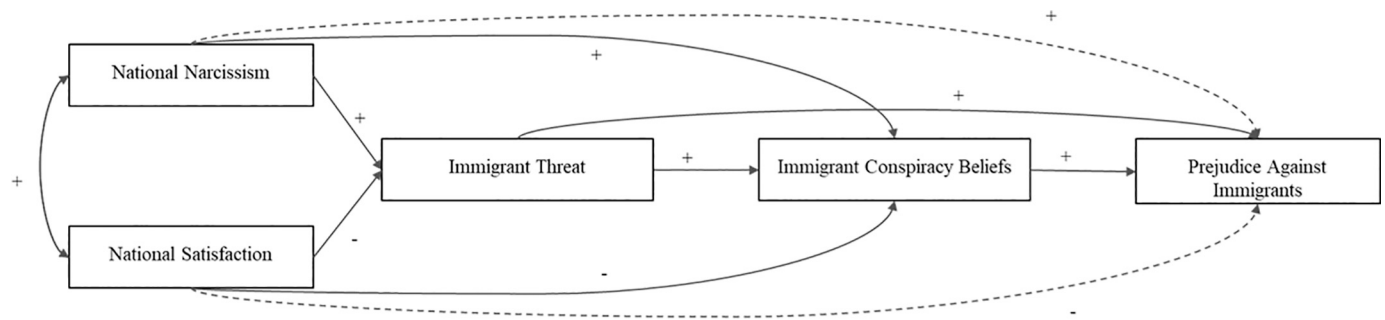 +
National Narcissism
+
+
+
Immigrant Threat
+
Immigrant Conspiracy Beliefs
+
Prejudice Against
Immigrants
+
-
National Satisfaction
-
-